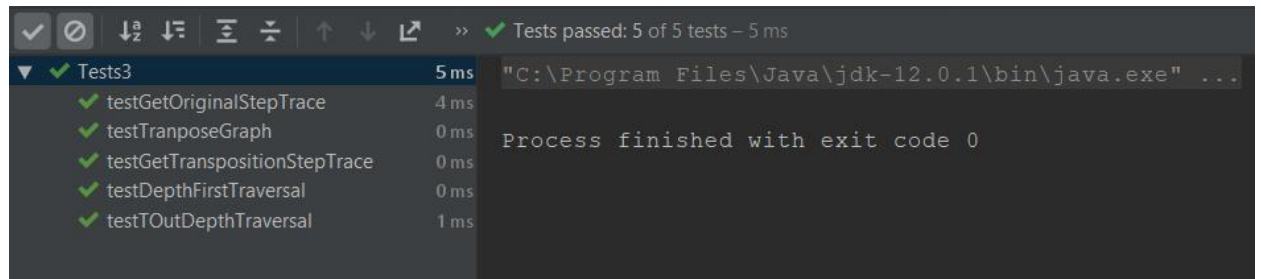 Tests passed: 5 of 5 tests – 5 ms
Tests3 5 ms
testGetOriginalStepTrace 4 ms
testTranposeGraph 0 ms
testGetTranspositionStepTrace 0 ms
testDepthFirstTraversal 0 ms
testTOutDepthTraversal 1 ms
"C:\Program Files\Java\jdk-12.0.1\bin\java.exe" ...
Process finished with exit code 0